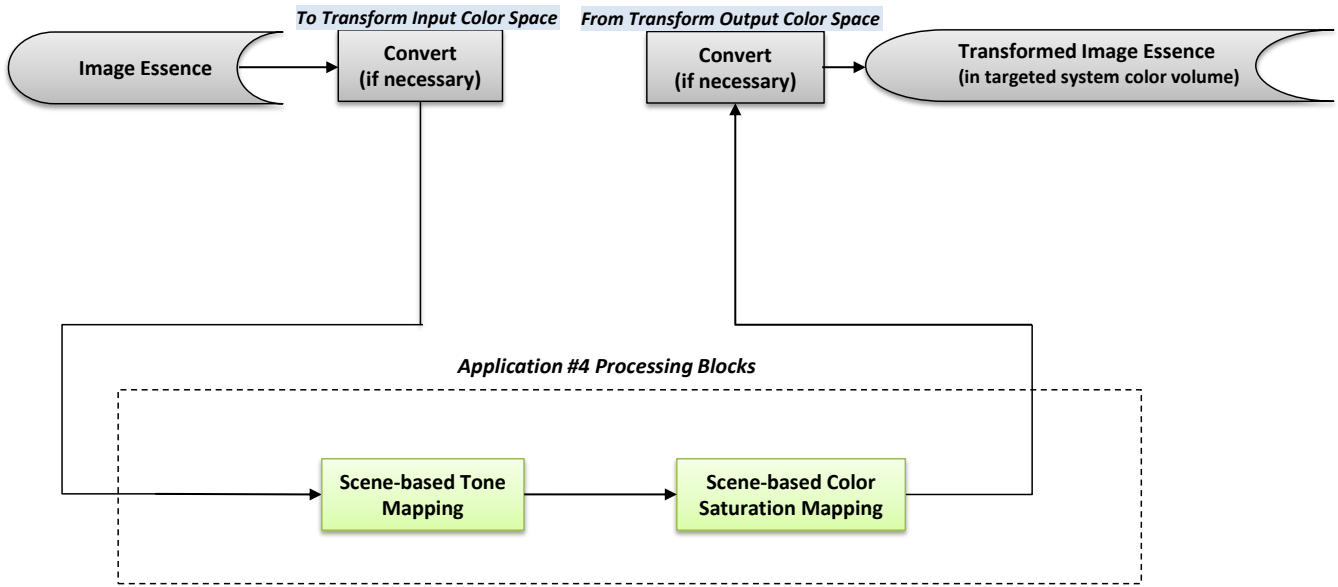 To Transform Input Color Space
From Transform Output Color Space
Image Essence
Convert
(if necessary)
Convert
(if necessary)
Transformed Image Essence
(in targeted system color volume)
Application #4 Processing Blocks
Scene-based Tone
Mapping
Scene-based Color
Saturation Mapping